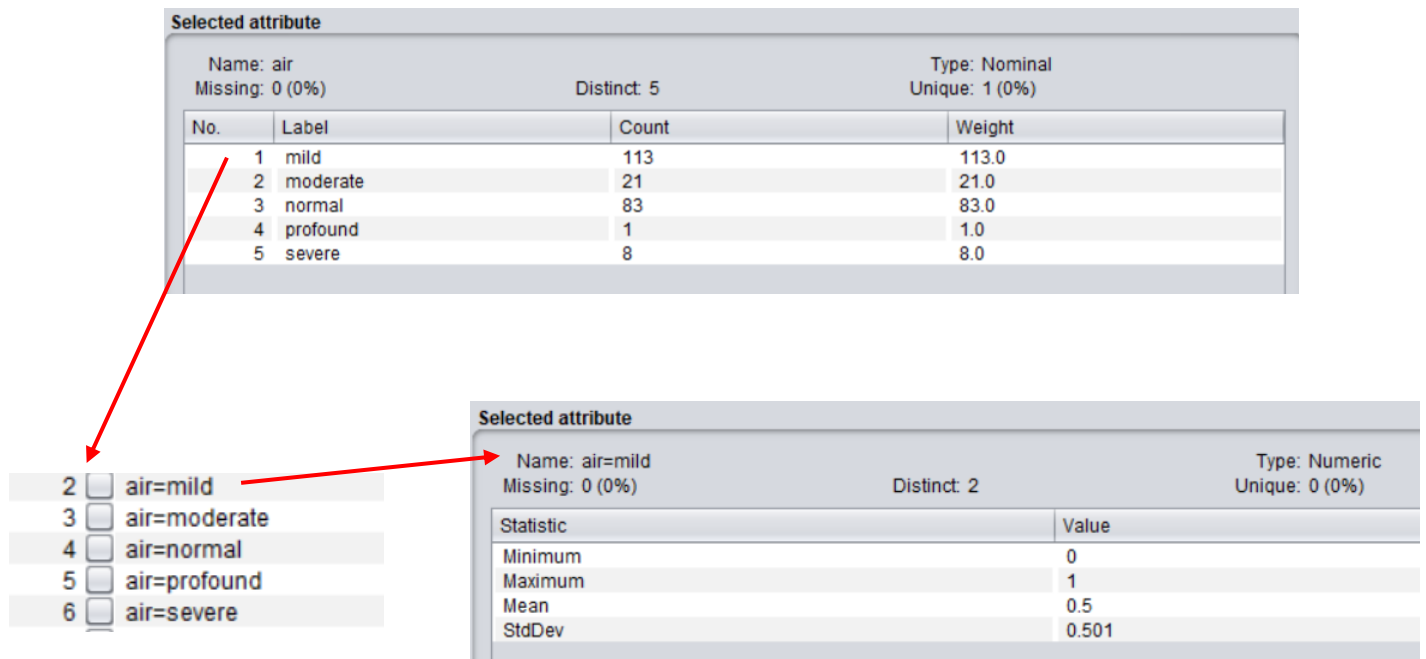 Selected attribute
Name: air Type: Nominal
Missing: 0 (0%) Distinct: 5 Unique: 1 (0%)
No. Label Count Weight
1 mild 113 113.0
2 moderate 21 21.0
3 normal 83 83.0
4 profound 1 1.0
5 severe 8 8.0
2 air=mild
3 air=moderate
4 air=normal
5 air=profound
6 air=severe
Selected attribute
Name: air=mild Type: Numeric
Missing: 0 (0%) Distinct: 2 Unique: 0 (0%)
Statistic Value
Minimum 0
Maximum 1
Mean 0.5
StdDev 0.501